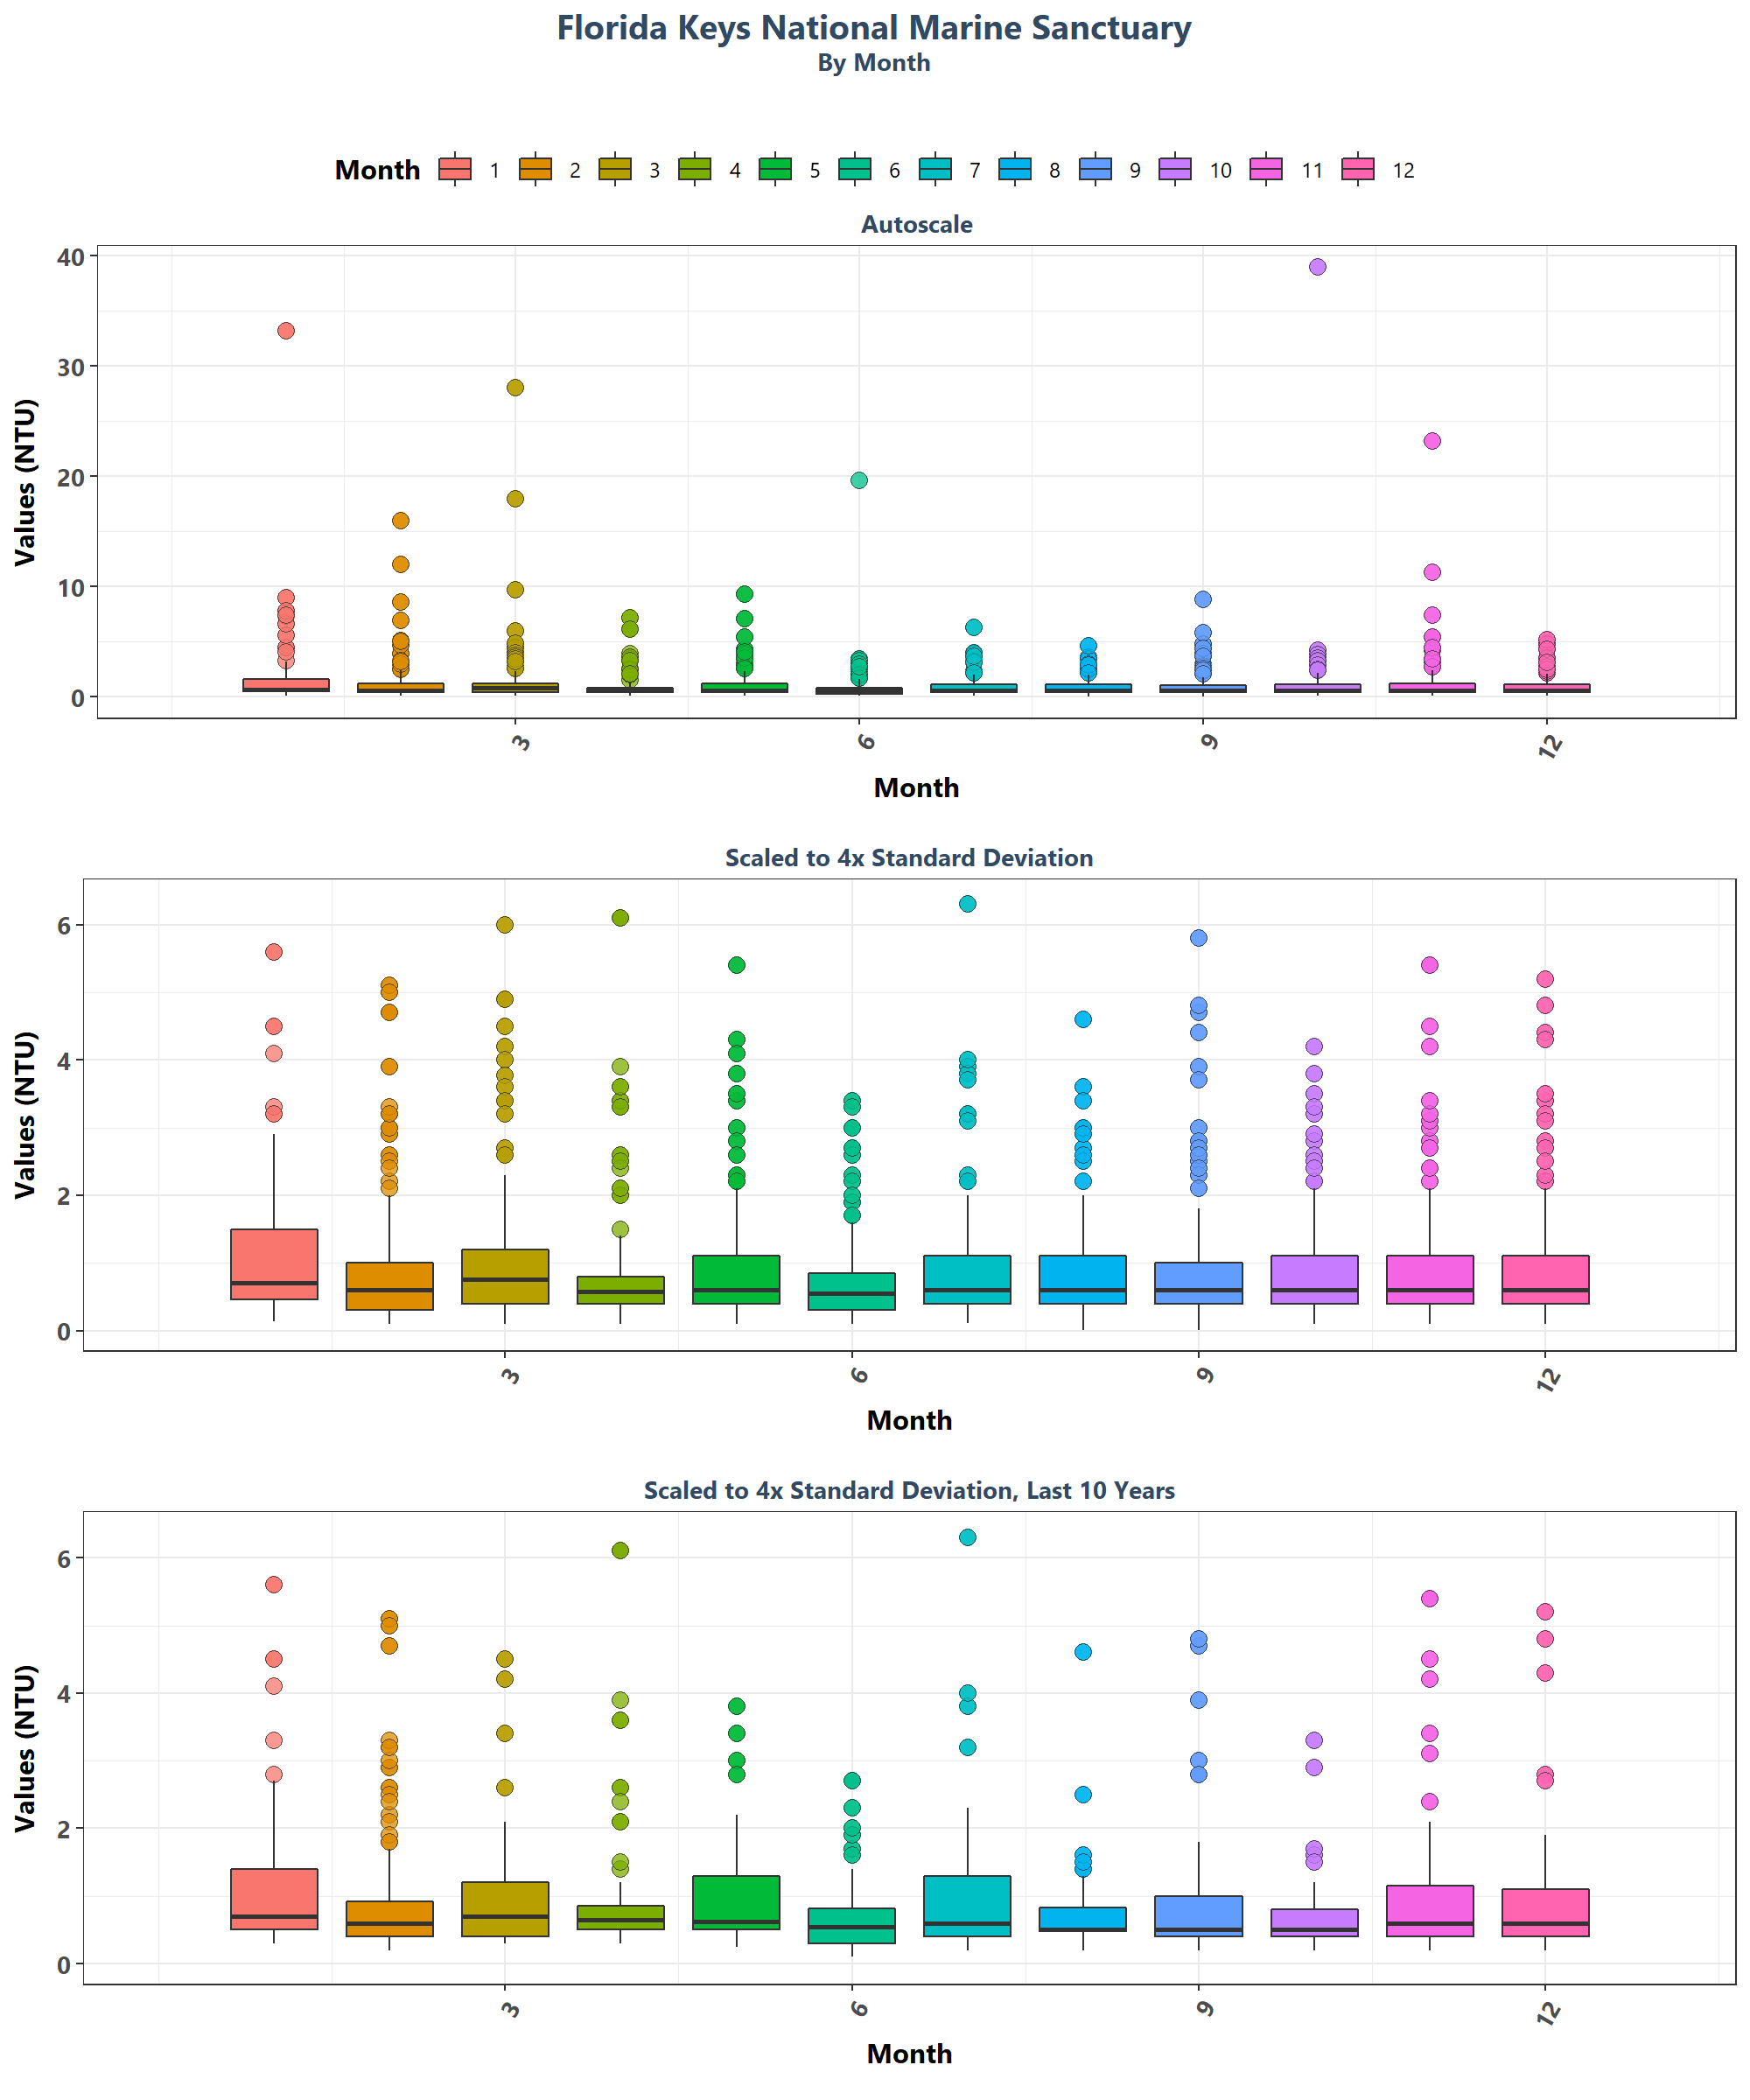 Florida Keys National Marine Sanctuary
By Month
Month 1 2 3 4 5 6 7 8 9 10 11 12
Autoscale
Values (NTU)
40
30
20
10
0
3 6 9 12
Month
Scaled to 4x Standard Deviation
Values (NTU)
6
4
2
0
3 6 9 12
Month
Scaled to 4x Standard Deviation, Last 10 Years
Values (NTU)
6
4
2
0
3 6 9 12
Month